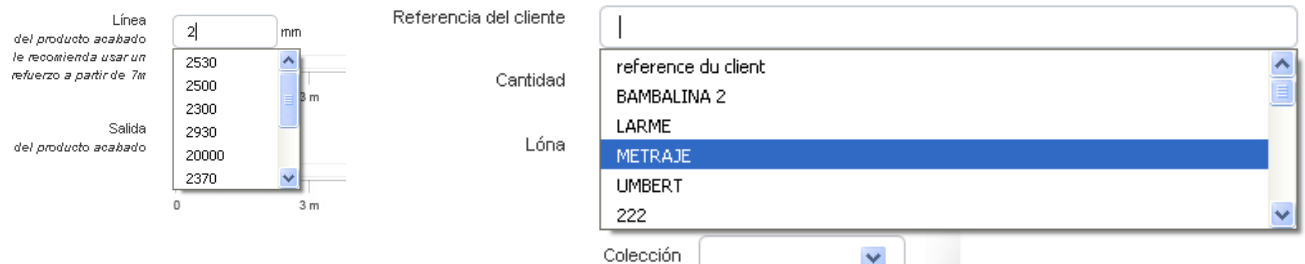 Línea
del producto acabado
le recomienda usar un
refuerzo a partir de 7m
2
mm
2530
2500
2300
2930
20000
2370
3 m
Salida
del producto acabado
0
3 m
Referencia del cliente
reference du client
BAMBALINA 2
LARME
METRAJE
UMBERT
222
Cantidad
Lóna
Colección